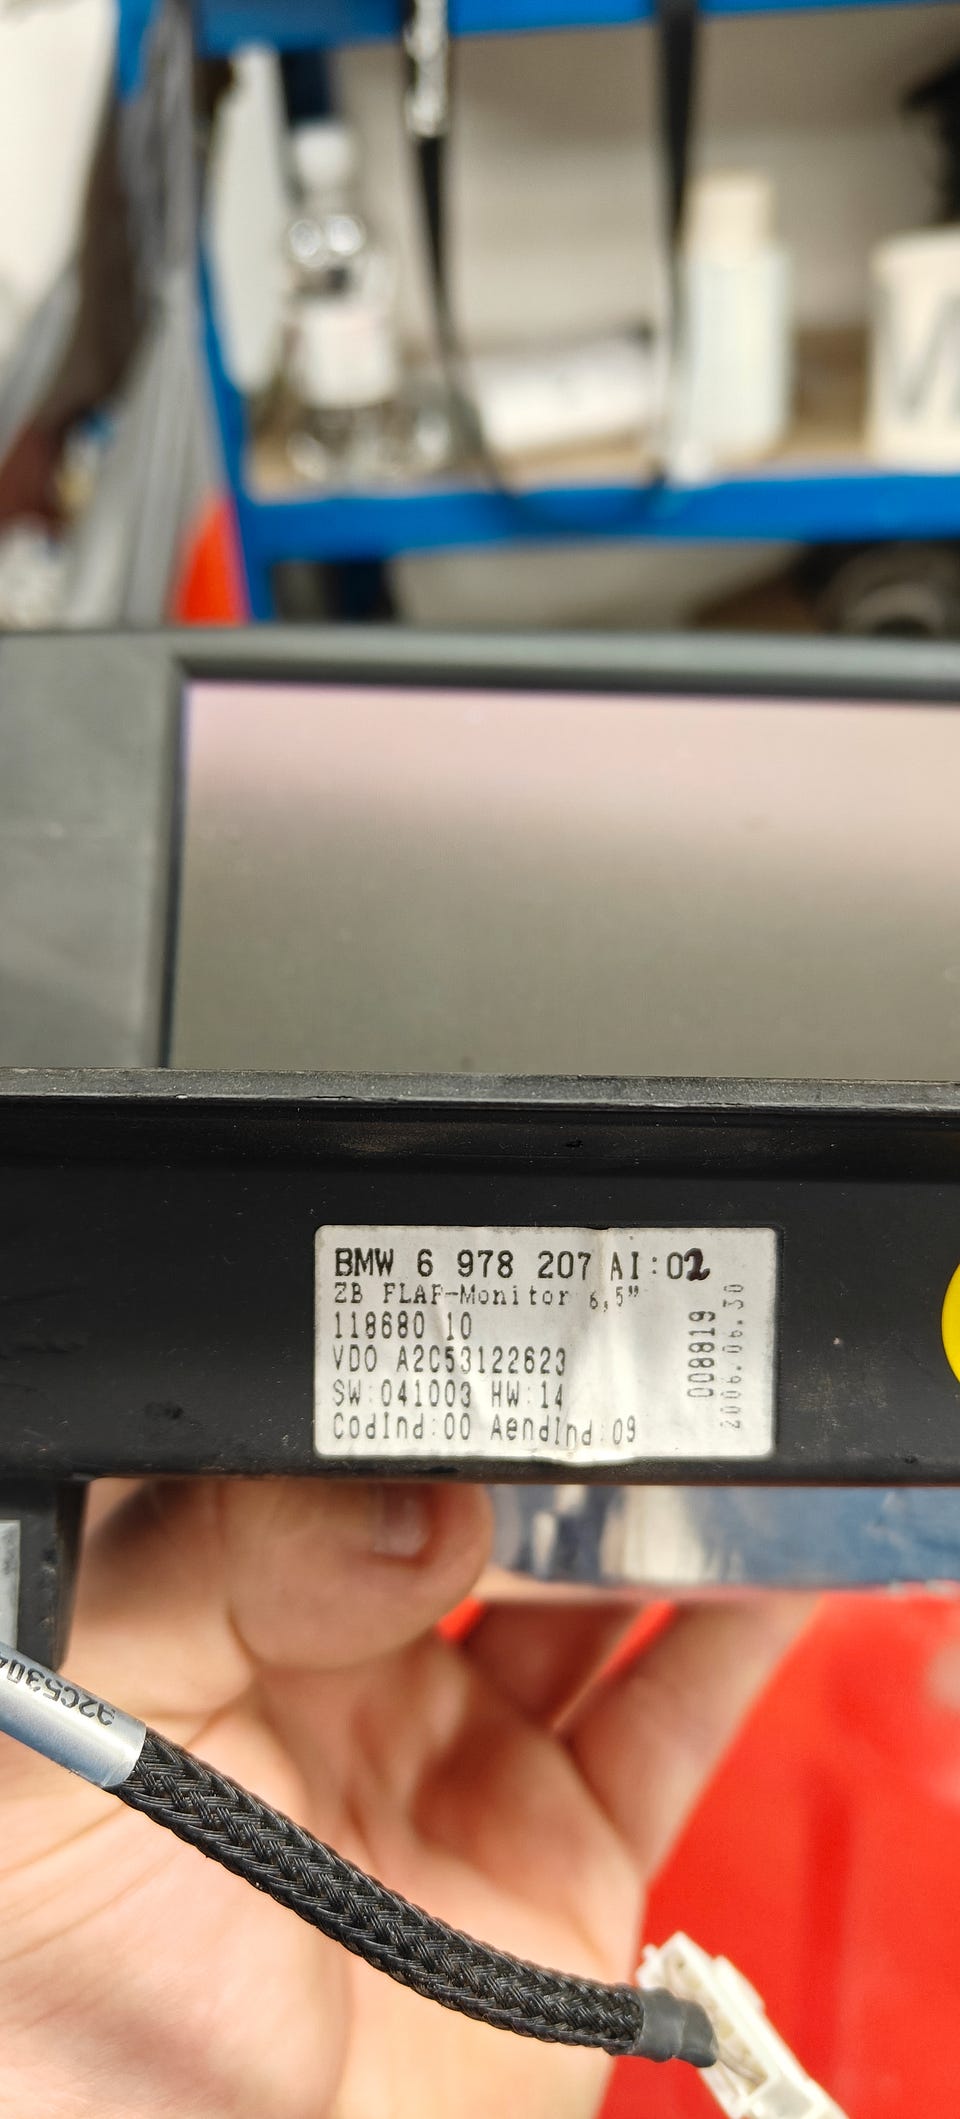 BMW 6 978 207 AI:02
ZB FLAP-Monitor 6,5"
118680 10
VDO A2C53122623
SW:041003 HW:14
CodInd:00 AendInd:09
008819
2006.06.30
A2C530